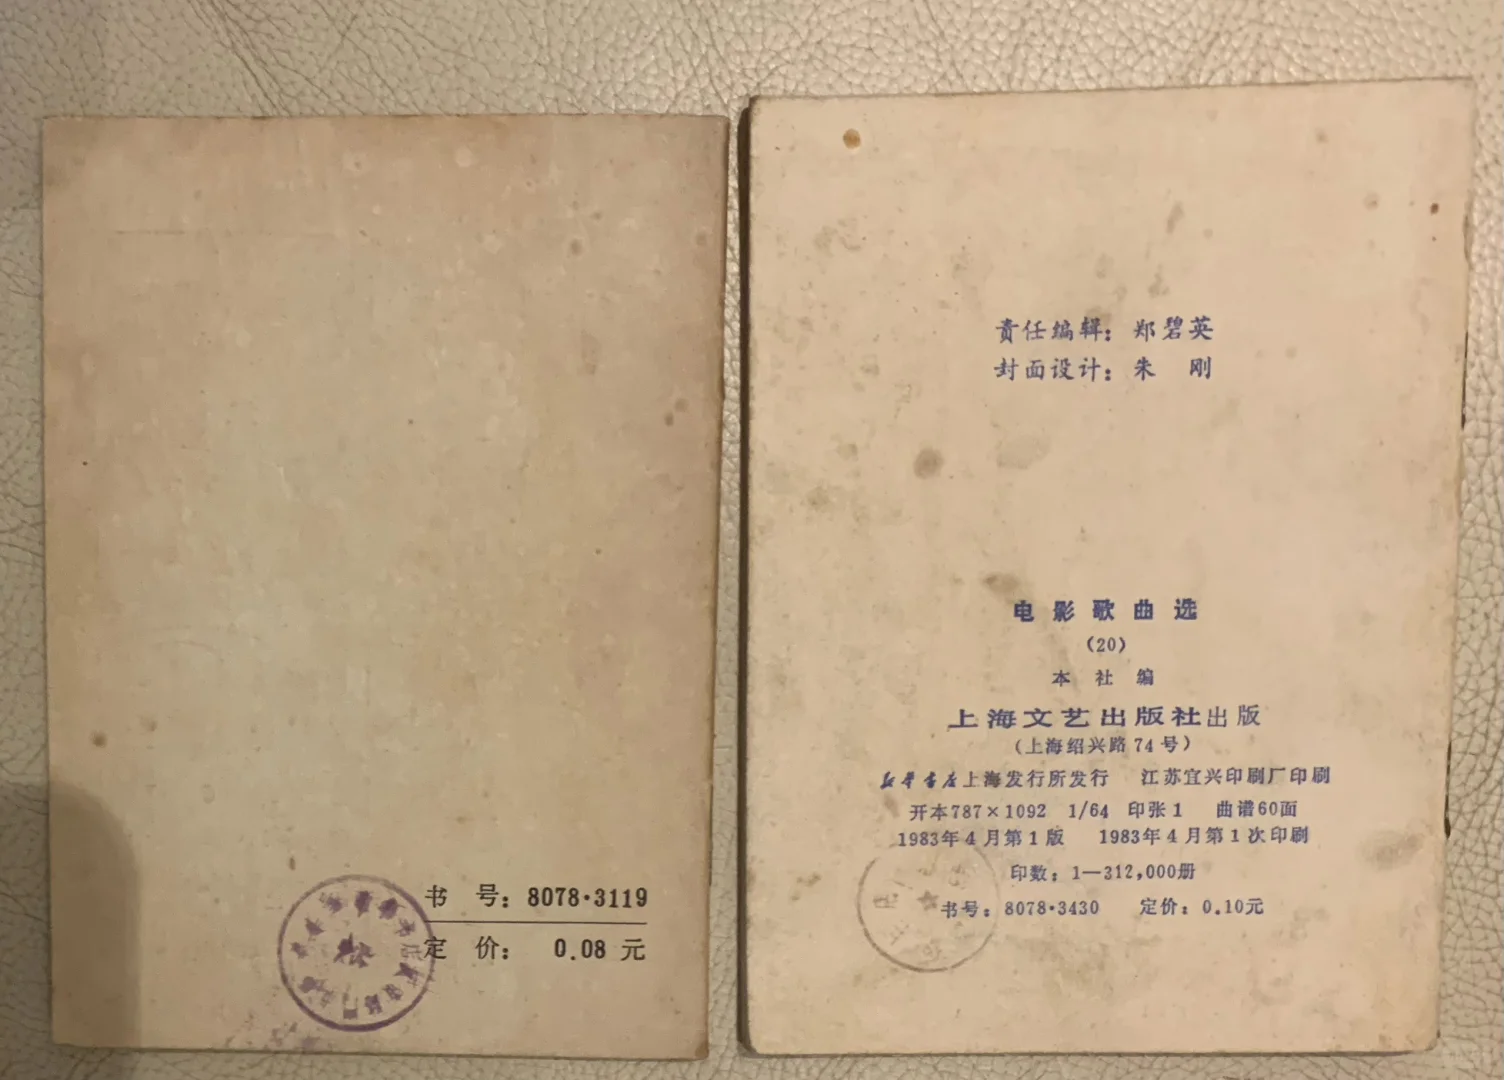 书 号：8078·3119
定 价： 0.08 元
责任编辑：郑碧英
封面设计：朱 刚
电影歌曲选
（20）
本社编
上海文艺出版社出版
（上海绍兴路74号）
新华书店上海发行所发行 江苏宜兴印刷厂印刷
开本787×1092 1/64 印张1 曲谱60面
1983年4月第1版 1983年4月第1次印刷
印数：1—312,000册
书号：8078·3430 定价：0.10元